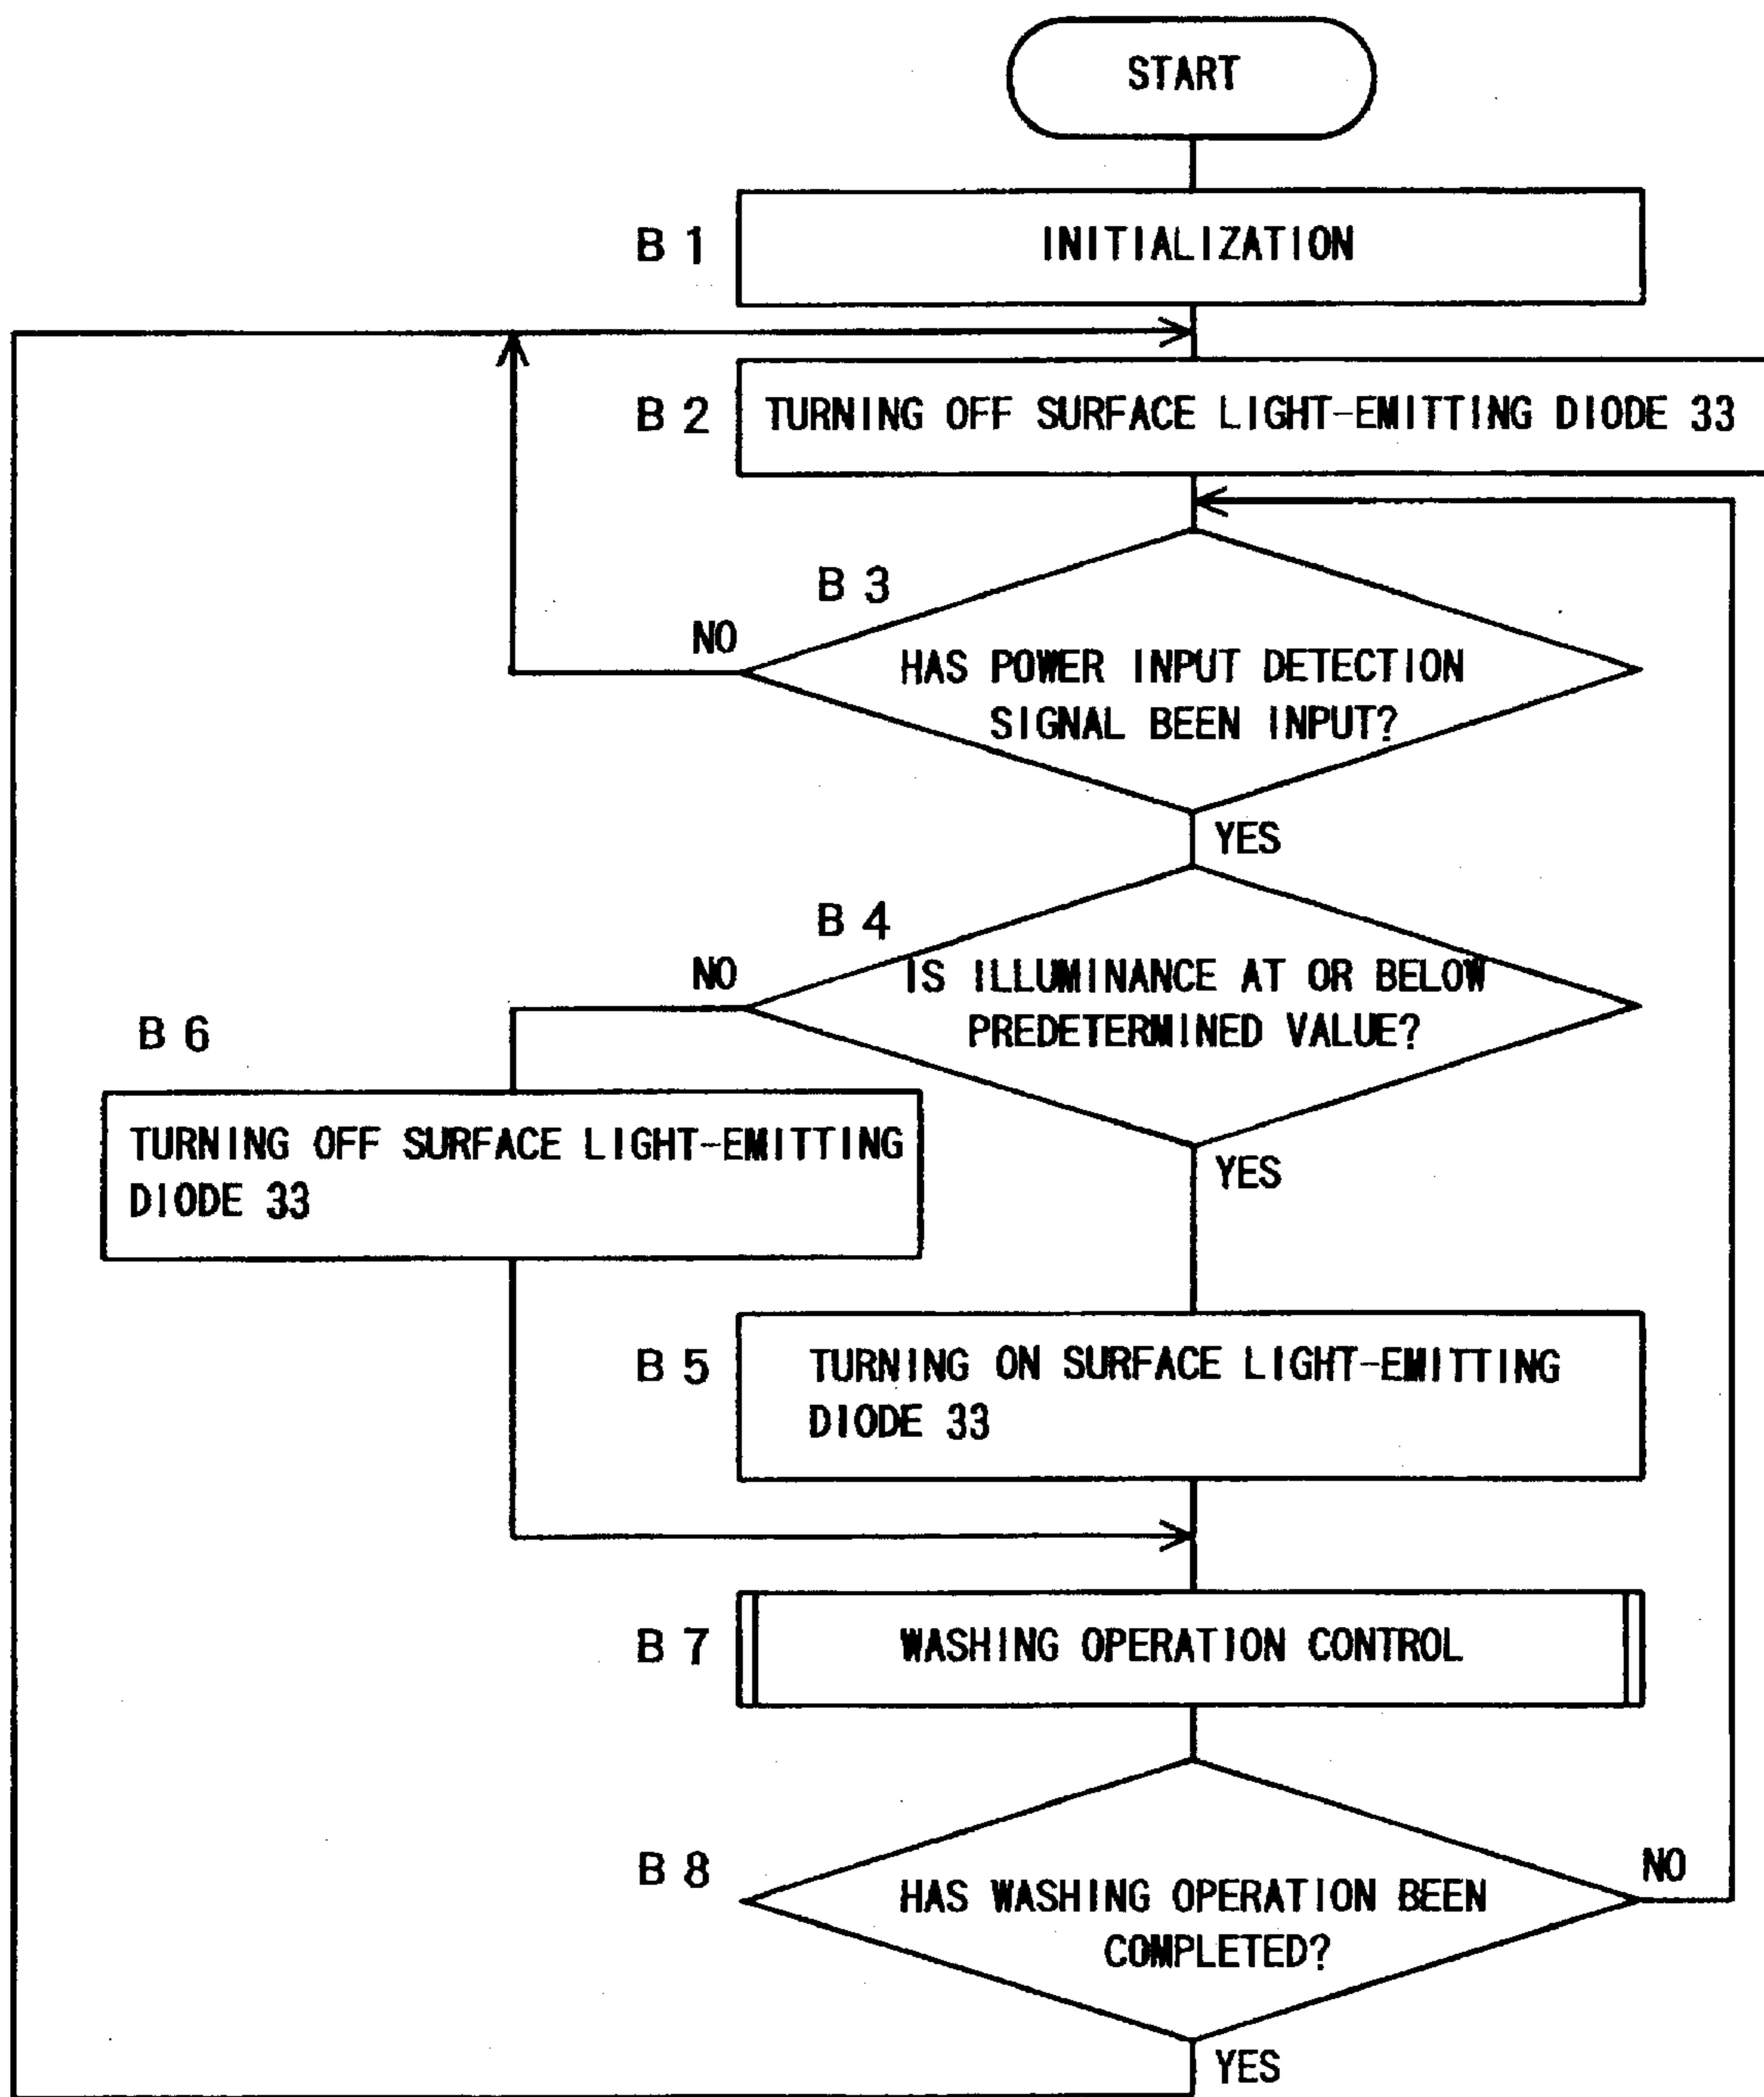 START
B 1
INITIALIZATION
B 2
TURNING OFF SURFACE LIGHT-EMITTING DIODE 33
B 3
NO
HAS POWER INPUT DETECTION
SIGNAL BEEN INPUT?
YES
B 4
NO
IS ILLUMINANCE AT OR BELOW
PREDETERMINED VALUE?
B 6
TURNING OFF SURFACE LIGHT-EMITTING
DIODE 33
YES
B 5
TURNING ON SURFACE LIGHT-EMITTING
DIODE 33
B 7
WASHING OPERATION CONTROL
B 8
NO
HAS WASHING OPERATION BEEN
COMPLETED?
YES